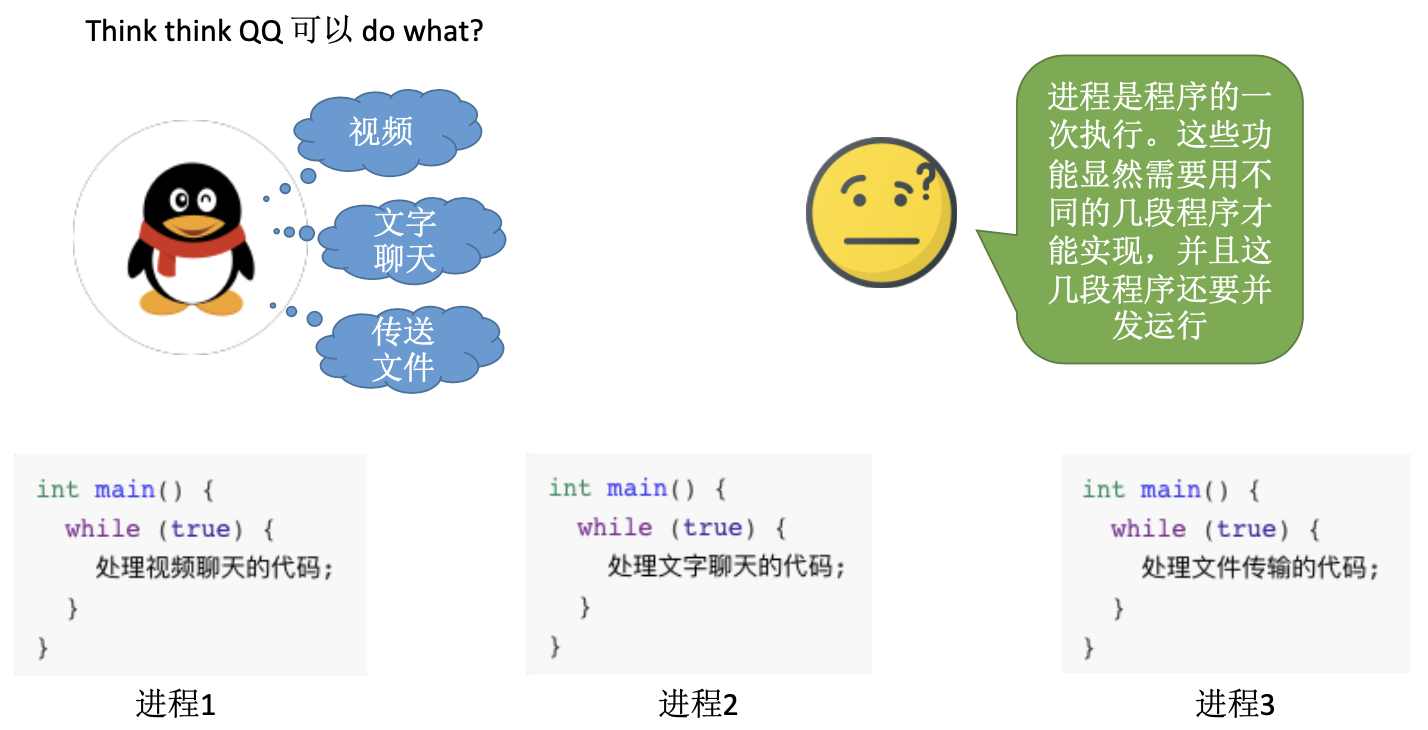 Think think QQ 可以 do what?
视频
文字
聊天
传送
文件
进程是程序的一
次执行。这些功
能显然需要用不
同的几段程序才
能实现，并且这
几段程序还要并
发运行
?
int main() {
  while (true) {
    处理视频聊天的代码;
  }
}
进程1
int main() {
  while (true) {
    处理文字聊天的代码;
  }
}
进程2
int main() {
  while (true) {
    处理文件传输的代码;
  }
}
进程3